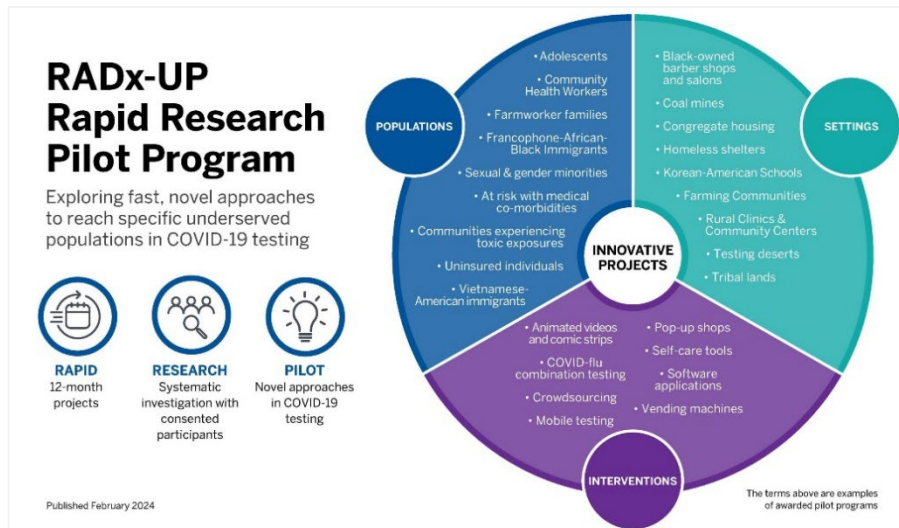 RADx-UP
Rapid Research
Pilot Program
Exploring fast, novel approaches
to reach specific underserved
populations in COVID-19 testing
RAPID
12-month
projects
RESEARCH
Systematic
investigation with
consented
participants
PILOT
Novel approaches
in COVID-19
testing
Published February 2024
POPULATIONS
• Adolescents
• Community
Health Workers
• Farmworker families
• Francophone-African-
Black Immigrants
• Sexual & gender minorities
• At risk with medical
co-morbidities
• Communities experiencing
toxic exposures
• Uninsured individuals
• Vietnamese-
American immigrants
SETTINGS
• Black-owned
barber shops
and salons
• Coal mines
• Congregate housing
• Homeless shelters
• Korean-American Schools
• Farming Communities
• Rural Clinics &
Community Centers
• Testing deserts
• Tribal lands
INNOVATIVE
PROJECTS
• Animated videos
and comic strips
• COVID-flu
combination testing
• Crowdsourcing
• Mobile testing
• Pop-up shops
• Self-care tools
• Software
applications
• Vending machines
INTERVENTIONS
The terms above are examples
of awarded pilot programs